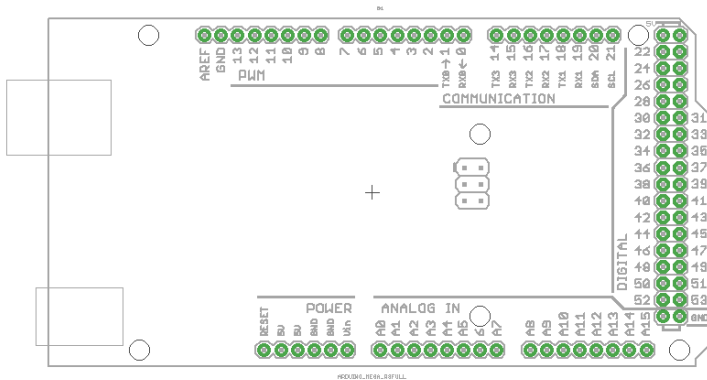 5V
AREF GND 13 12 11 10 9 8 7 6 5 4 3 2 TX0→1 RX0←0 TX3 14 RX3 15 TX2 16 RX2 17 TX1 18 RX1 19 SDA 20 SCL 21
PWM
COMMUNICATION
22
24
26
28
30 31
32 33
34 35
36 37
38 39
40 41
42 43
44 45
46 47
48 49
50 51
52 53
GND
DIGITAL
POWER
ANALOG IN
RESET 5V 5V GND GND Vin A0 A1 A2 A3 A4 A5 6 A7 A8 A9 A10 A11 A12 A13 A14 A15